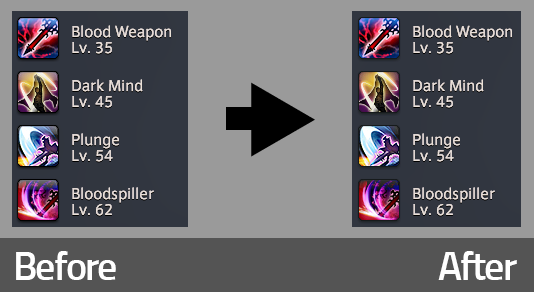 Blood Weapon
Lv. 35
Dark Mind
Lv. 45
Plunge
Lv. 54
Bloodspiller
Lv. 62
Blood Weapon
Lv. 35
Dark Mind
Lv. 45
Plunge
Lv. 54
Bloodspiller
Lv. 62
Before
After